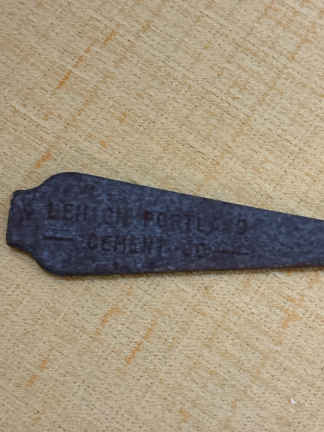 LEHIGH PORTLAND
CEMENT CO